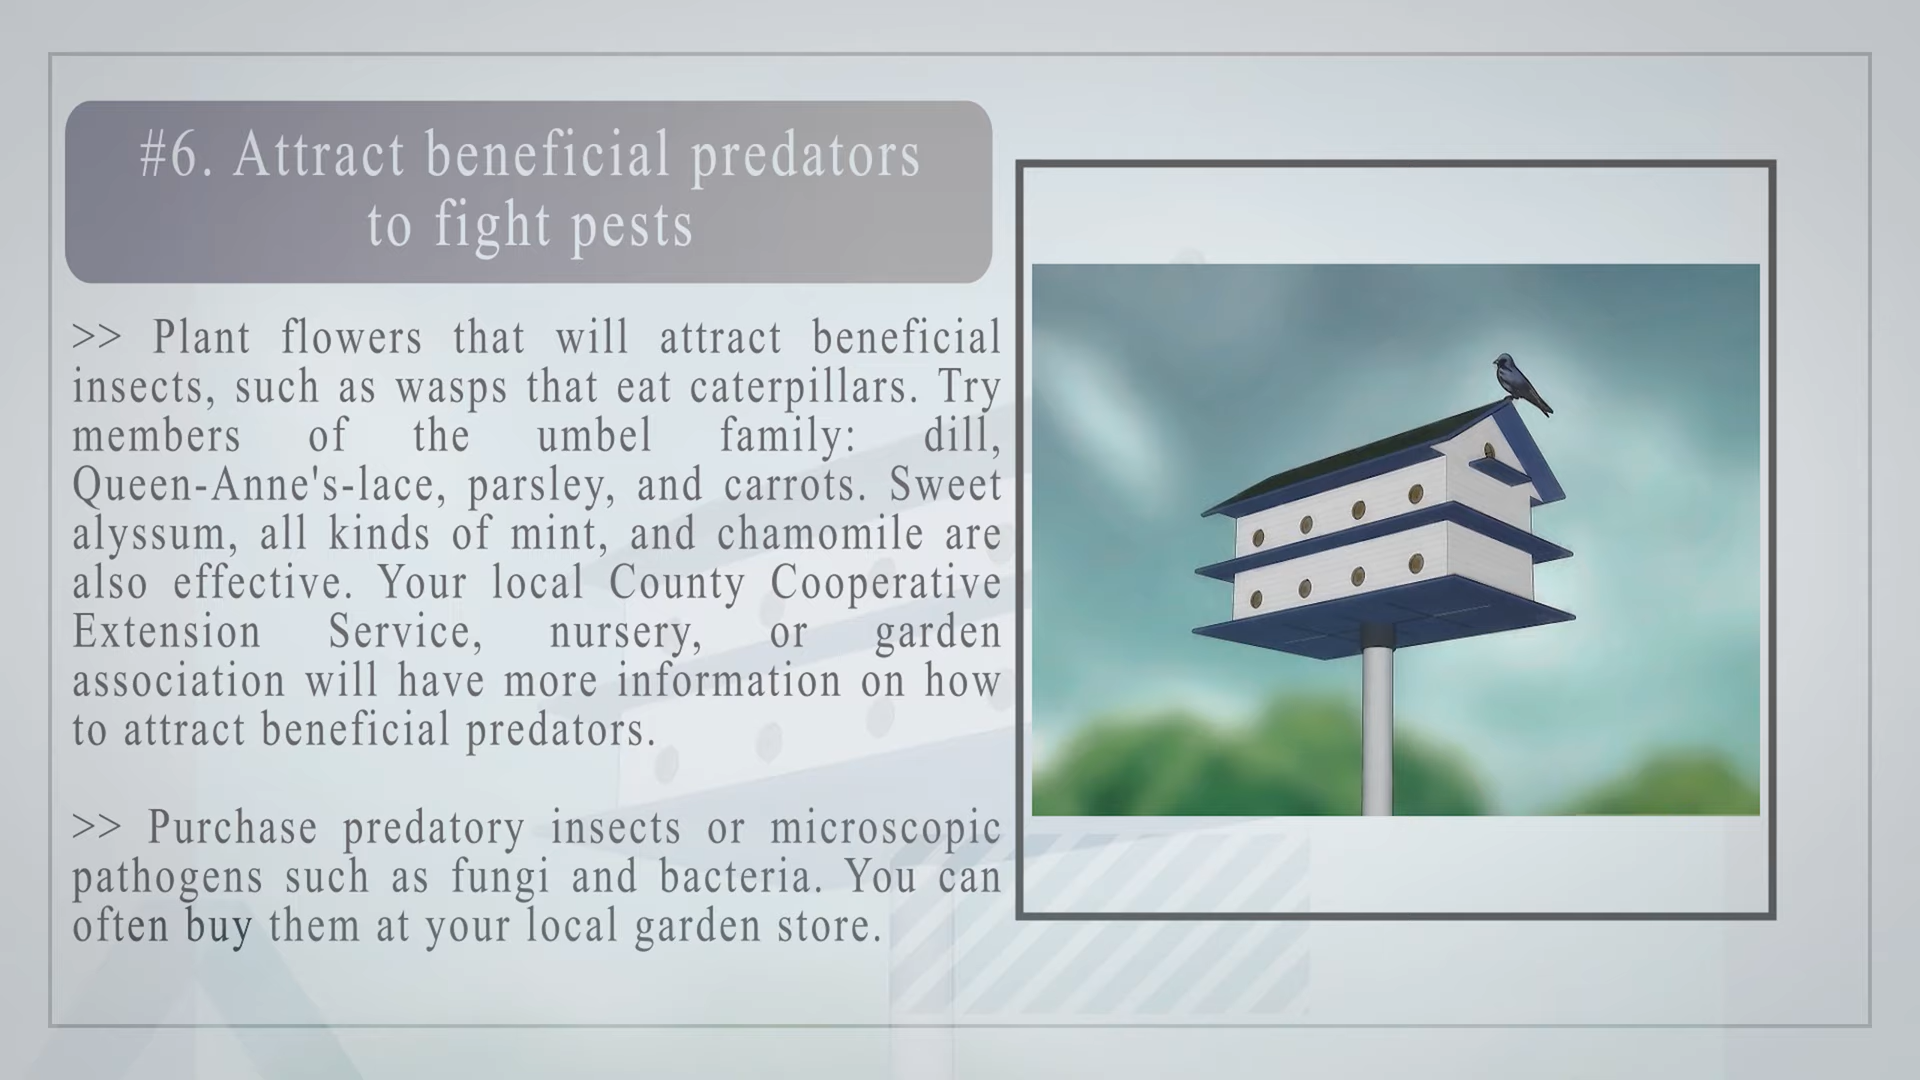 #6. Attract beneficial predators
to fight pests
>> Plant flowers that will attract beneficial
insects, such as wasps that eat caterpillars. Try
members of the umbel family: dill,
Queen-Anne's-lace, parsley, and carrots. Sweet
alyssum, all kinds of mint, and chamomile are
also effective. Your local County Cooperative
Extension Service, nursery, or garden
association will have more information on how
to attract beneficial predators.
>> Purchase predatory insects or microscopic
pathogens such as fungi and bacteria. You can
often buy them at your local garden store.